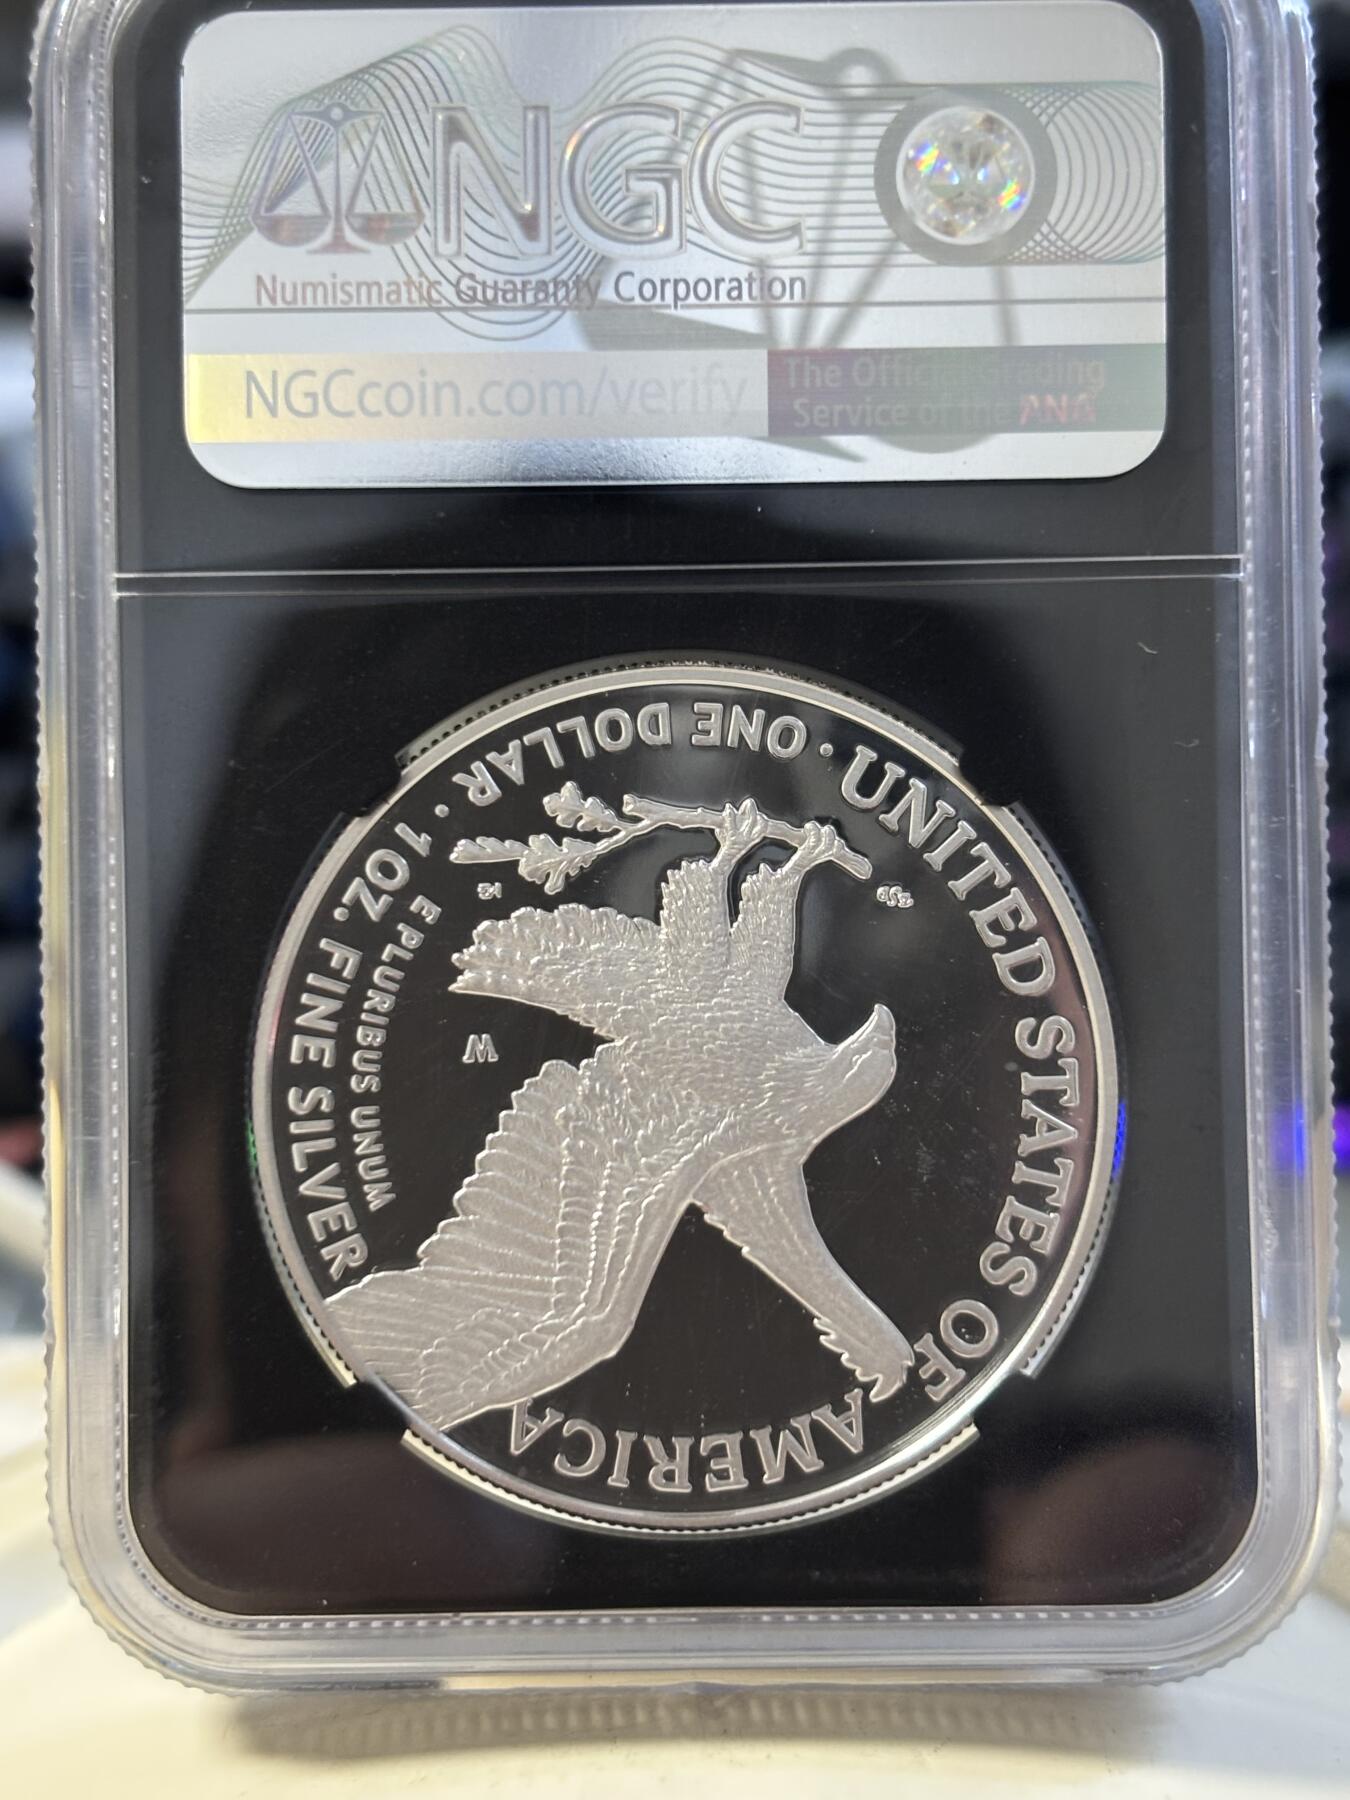 NGC
Numismatic Guaranty Corporation
NGCcoin.com/verify
The Official Grading
Service of the ANA
UNITED STATES OF AMERICA
· 1 OZ. FINE SILVER
· ONE DOLLAR
E PLURIBUS UNUM
W